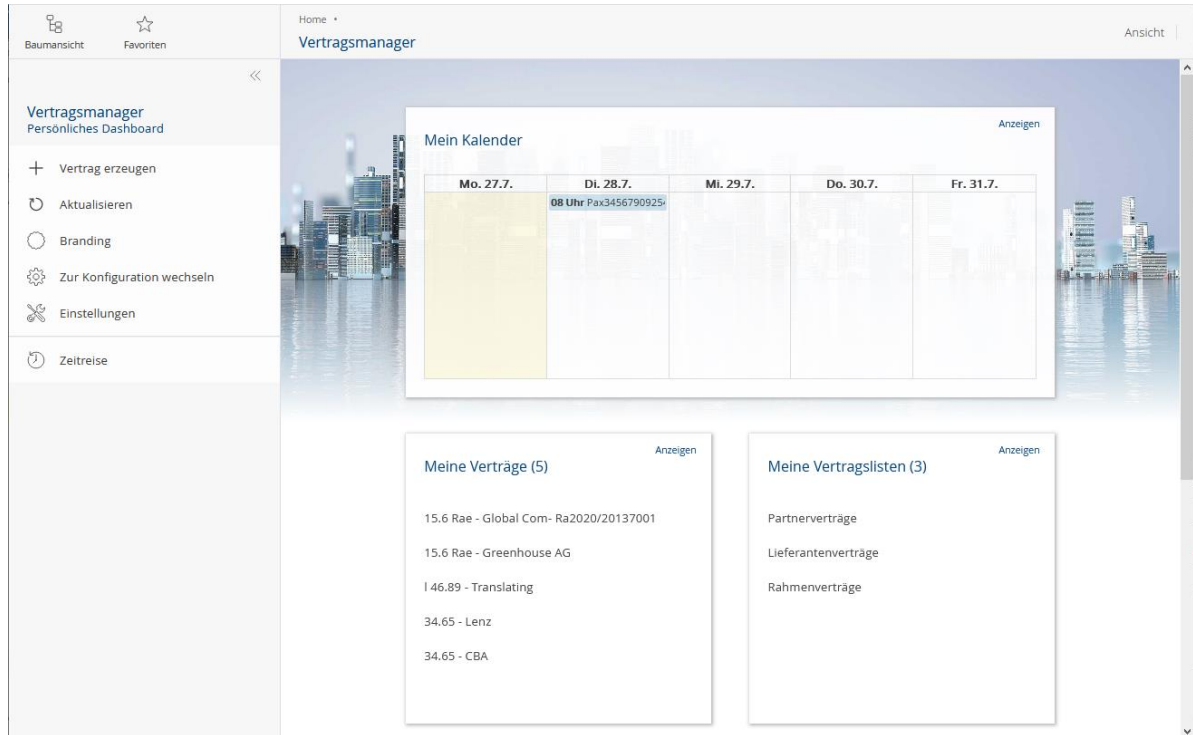 Baumansicht
Favoriten
Home •
Vertragsmanager
Ansicht
Vertragsmanager
Persönliches Dashboard
Vertrag erzeugen
Aktualisieren
Branding
Zur Konfiguration wechseln
Einstellungen
Zeitreise
Anzeigen
Mein Kalender
Mo. 27.7. Di. 28.7. Mi. 29.7. Do. 30.7. Fr. 31.7.
08 Uhr Pax3456790925
Anzeigen
Meine Verträge (5)
15.6 Rae - Global Com- Ra2020/20137001
15.6 Rae - Greenhouse AG
l 46.89 - Translating
34.65 - Lenz
34.65 - CBA
Anzeigen
Meine Vertragslisten (3)
Partnerverträge
Lieferantenverträge
Rahmenverträge